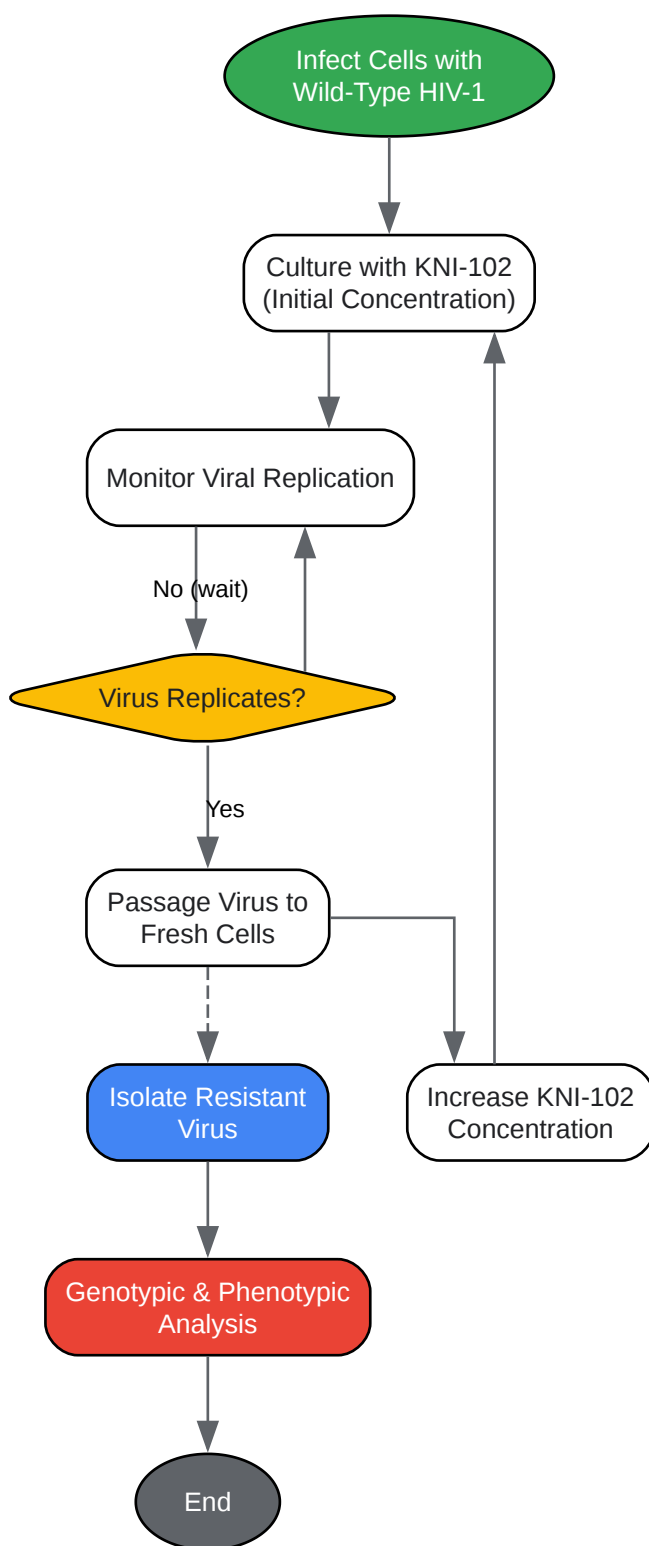 Infect Cells with
Wild-Type HIV-1
Culture with KNI-102
(Initial Concentration)
Monitor Viral Replication
No (wait)
Virus Replicates?
Yes
Passage Virus to
Fresh Cells
Isolate Resistant
Virus
Increase KNI-102
Concentration
Genotypic & Phenotypic
Analysis
End